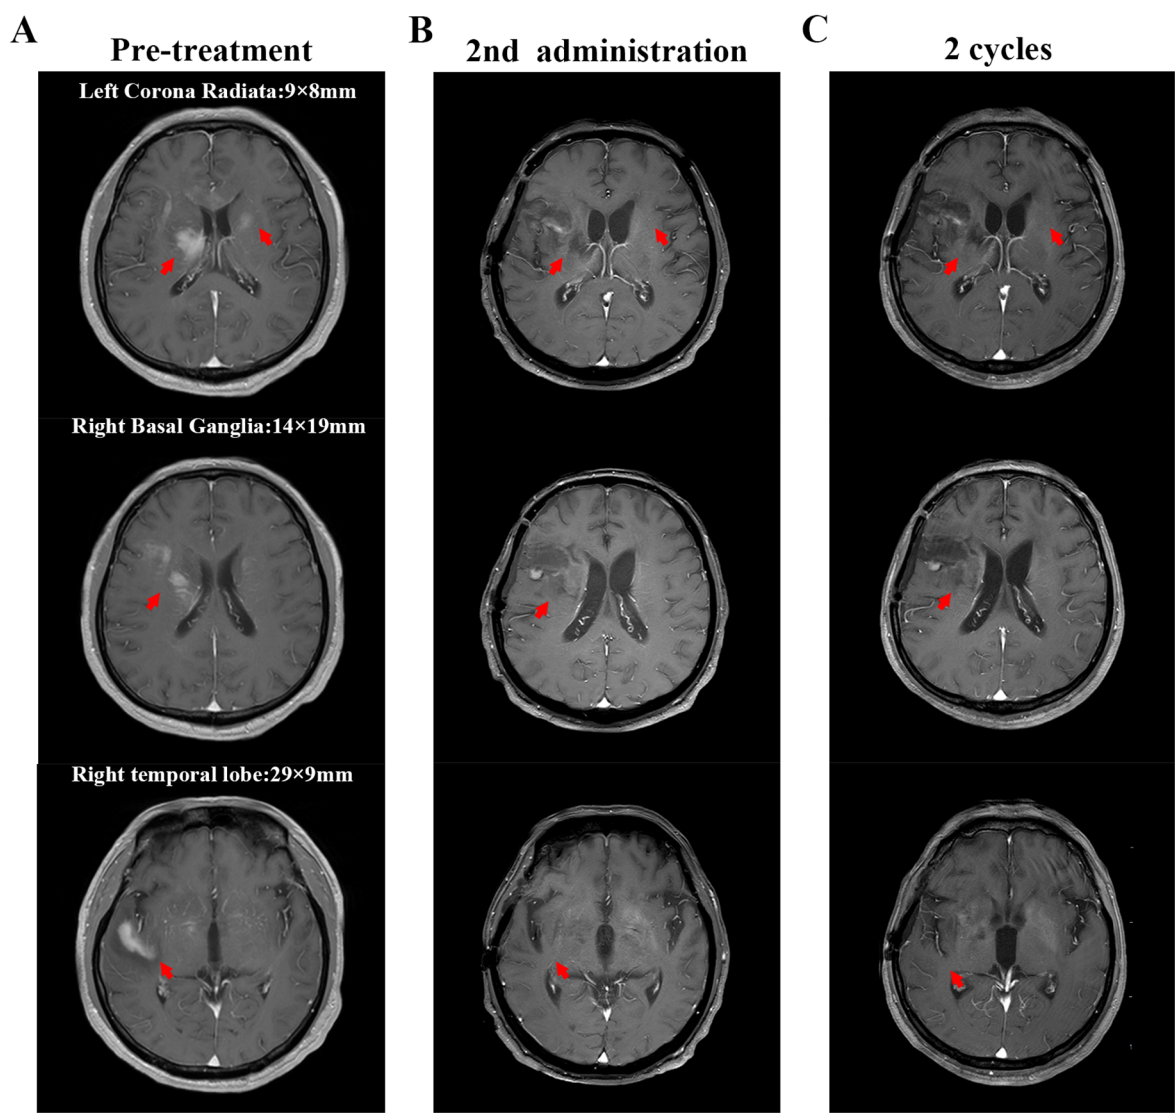 A
Pre-treatment
B
2nd administration
C
2 cycles
Left Corona Radiata:9×8mm
Right Basal Ganglia:14×19mm
Right temporal lobe:29×9mm